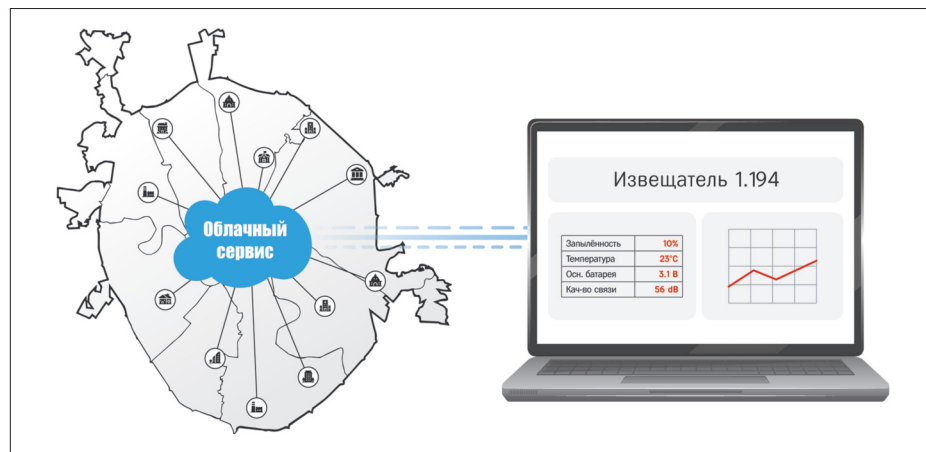 Облачный
сервис
Извещатель 1.194
Запылённость 10%
Температура 23°C
Осн. батарея 3.1 В
Кач-во связи 56 dB